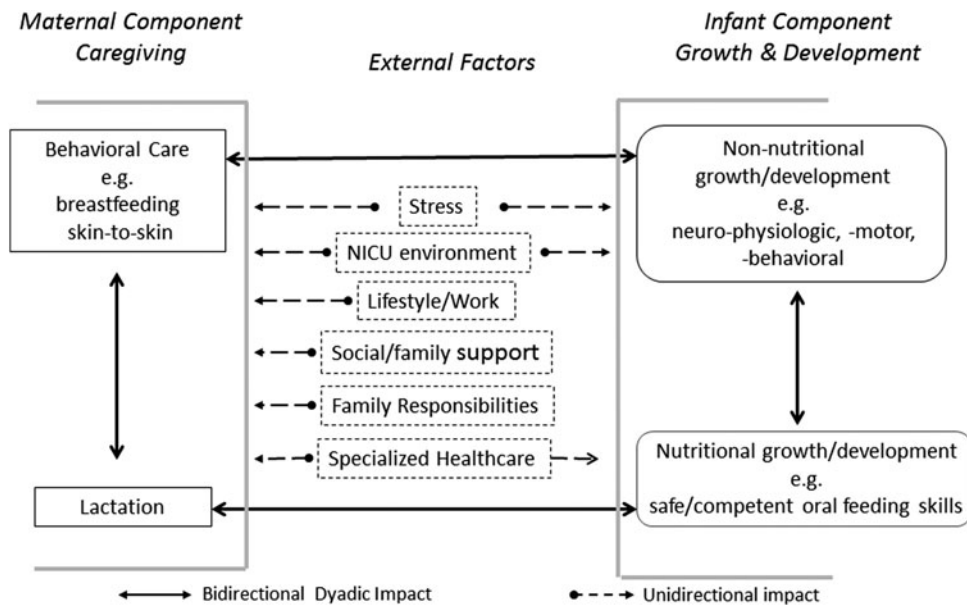 Maternal Component
Caregiving
External Factors
Infant Component
Growth & Development
Behavioral Care
e.g.
breastfeeding
skin-to-skin
Non-nutritional
growth/development
e.g.
neuro-physiologic, -motor,
-behavioral
Stress
NICU environment
Lifestyle/Work
Social/family support
Family Responsibilities
Specialized Healthcare
Lactation
Nutritional growth/development
e.g.
safe/competent oral feeding skills
Bidirectional Dyadic Impact
Unidirectional impact